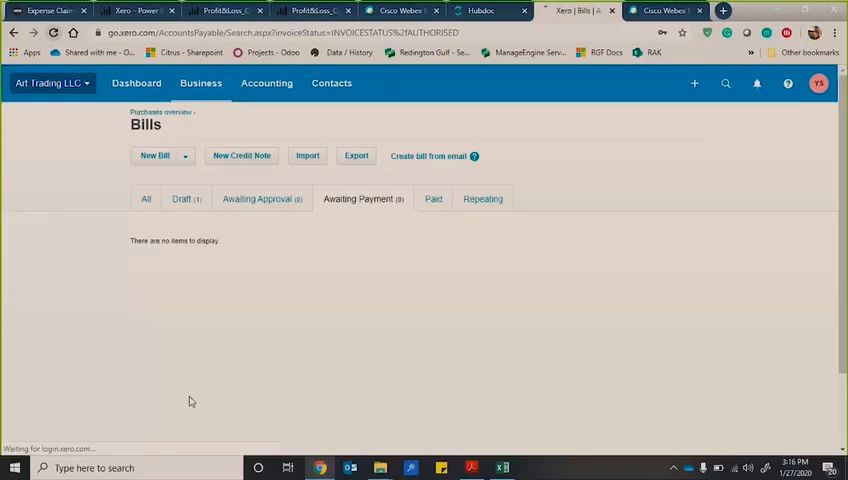 Expense Claim
Xero - Power
Profit&Loss_C
Profit&Loss_C
Cisco Webex
Hubdoc
Xero | Bills |
Cisco Webex
go.xero.com/AccountsPayable/Search.aspx?invoiceStatus=INVOICESTATUS%2fAUTHORISED
Apps
Shared with me - O...
Citrus - Sharepoint
Projects - Odoo
Data / History
Redington Gulf - Se...
ManageEngine Serv...
RGF Docs
RAK
»
Other bookmarks
Art Trading LLC
Dashboard
Business
Accounting
Contacts
YS
Purchases overview ›
Bills
New Bill
New Credit Note
Import
Export
Create bill from email ?
All
Draft (1)
Awaiting Approval (0)
Awaiting Payment (0)
Paid
Repeating
There are no items to display.
Waiting for login.xero.com...
Type here to search
3:16 PM
1/27/2020
20